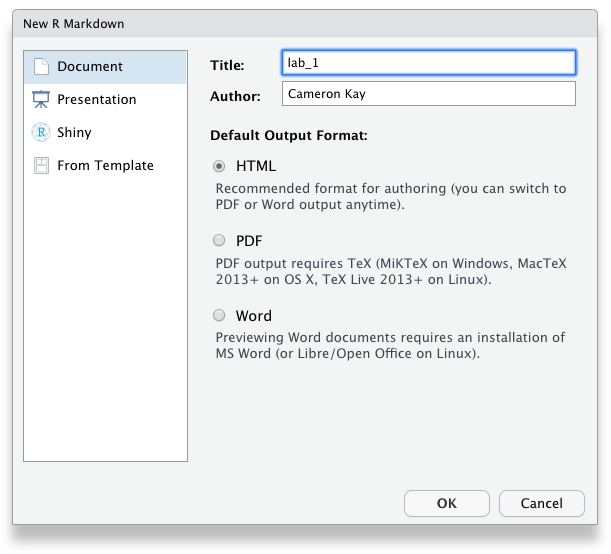 New R Markdown
Document
Presentation
R
Shiny
From Template
Title:
lab_1
Author:
Cameron Kay
Default Output Format:
HTML
Recommended format for authoring (you can switch to
PDF or Word output anytime).
PDF
PDF output requires TeX (MiKTeX on Windows, MacTeX
2013+ on OS X, TeX Live 2013+ on Linux).
Word
Previewing Word documents requires an installation of
MS Word (or Libre/Open Office on Linux).
OK
Cancel